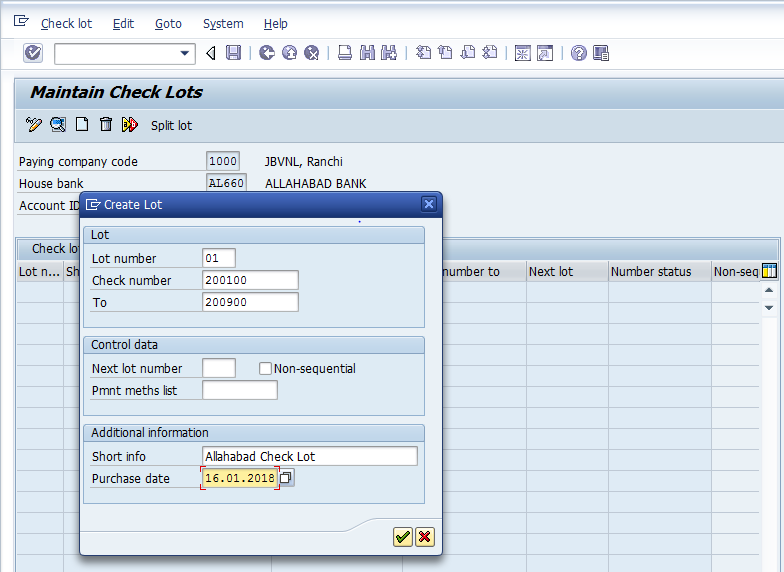 Check lot Edit Goto System Help
Maintain Check Lots
Split lot
Paying company code 1000 JBVNL, Ranchi
House bank AL660 ALLAHABAD BANK
Account ID
Create Lot
Check lo
Lot n... Sh number to Next lot Number status Non-seq
Lot
Lot number 01
Check number 200100
To 200900
Control data
Next lot number Non-sequential
Pmnt meths list
Additional information
Short info Allahabad Check Lot
Purchase date 16.01.2018